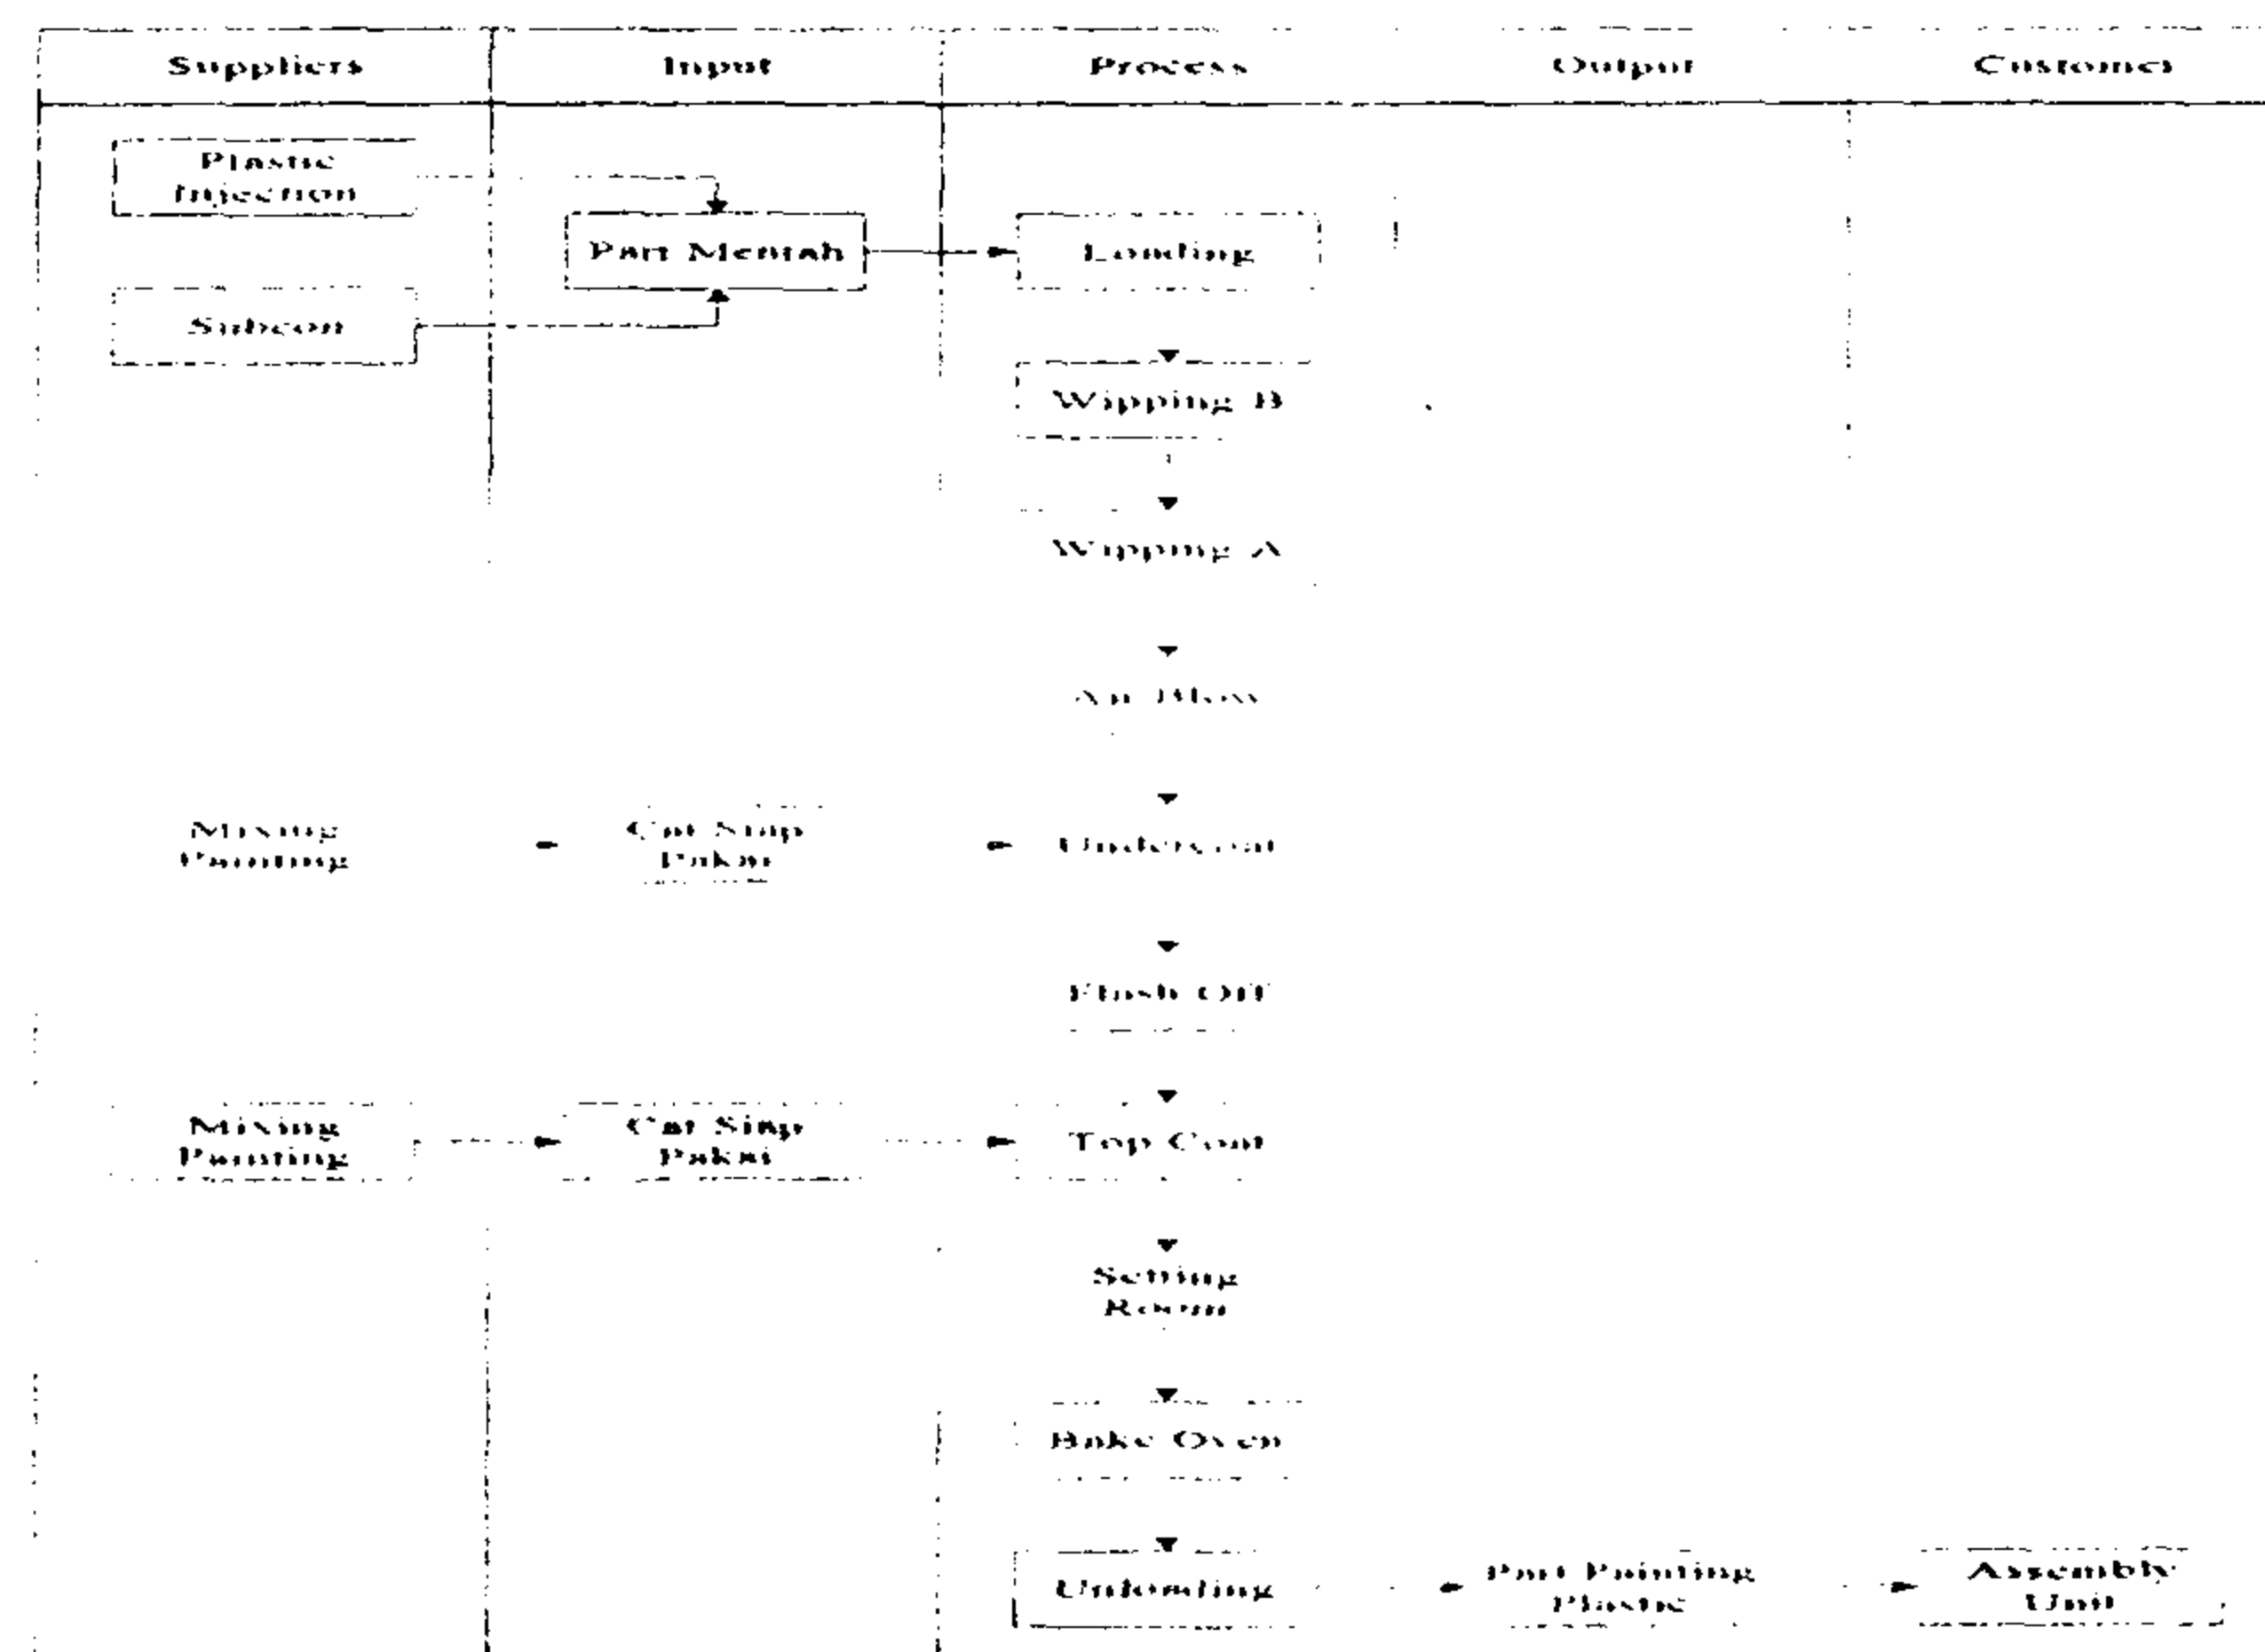 Suppliers Input Process Output Customer
Plastic
Injection
Part Mentah
Loading
Subcon
Wipping B
Wipping A
Air Blow
Mixing
Painting
Cat Siap
Pakai
Undercoat
Flash Off
Mixing
Painting
Cat Siap
Pakai
Top Coat
Setting
Room
Bake Oven
Unloading
Part Painting
Plastic
Assembly
Unit